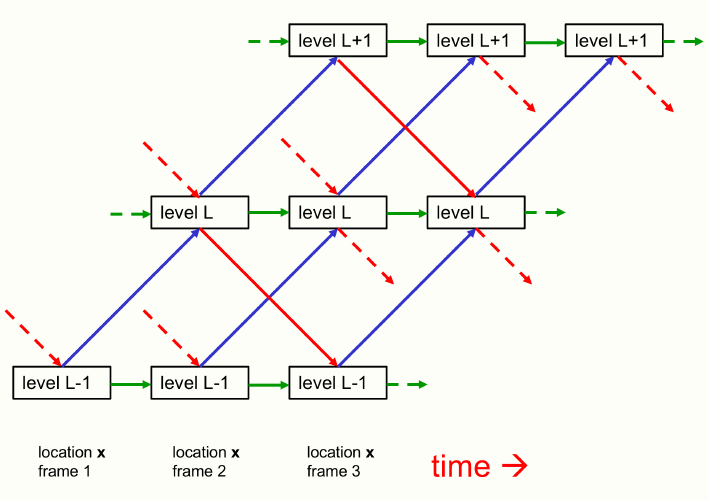 level L+1
level L+1
level L+1
level L
level L
level L
level L-1
level L-1
level L-1
location x
frame 1
location x
frame 2
location x
frame 3
time →